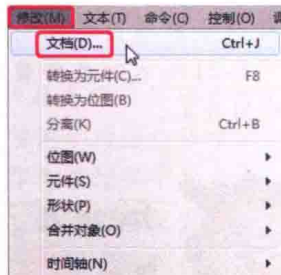 修改(M) 文本(T) 命令(C) 控制(O)
文档(D)... Ctrl+J
转换为元件(C)... F8
转换为位图(B)
分离(K) Ctrl+B
位图(W)
元件(S)
形状(P)
合并对象(O)
时间轴(N)